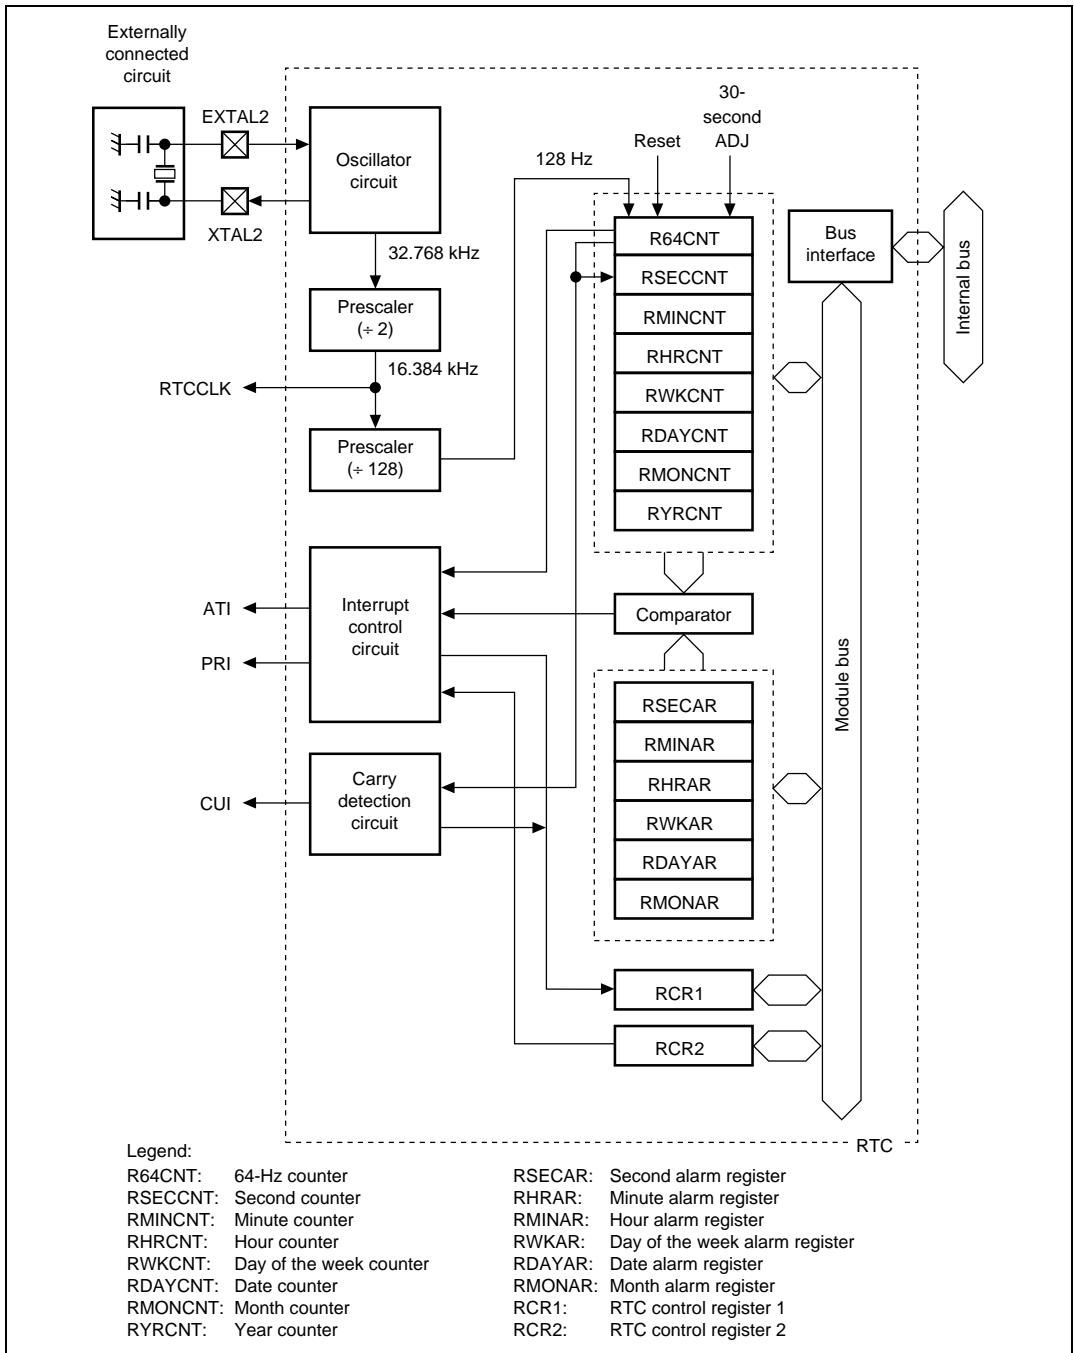 Externally
connected
circuit
EXTAL2
XTAL2
Oscillator
circuit
32.768 kHz
Prescaler
(÷ 2)
16.384 kHz
RTCCLK
Prescaler
(÷ 128)
128 Hz
Reset
30-
second
ADJ
R64CNT
RSECCNT
RMINCNT
RHRCNT
RWKCNT
RDAYCNT
RMONCNT
RYRCNT
Bus
interface
Internal bus
Module bus
ATI
PRI
Interrupt
control
circuit
Comparator
CUI
Carry
detection
circuit
RSECAR
RMINAR
RHRAR
RWKAR
RDAYAR
RMONAR
RCR1
RCR2
RTC
Legend:
R64CNT: 64-Hz counter
RSECCNT: Second counter
RMINCNT: Minute counter
RHRCNT: Hour counter
RWKCNT: Day of the week counter
RDAYCNT: Date counter
RMONCNT: Month counter
RYRCNT: Year counter
RSECAR: Second alarm register
RHRAR: Minute alarm register
RMINAR: Hour alarm register
RWKAR: Day of the week alarm register
RDAYAR: Date alarm register
RMONAR: Month alarm register
RCR1: RTC control register 1
RCR2: RTC control register 2